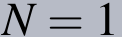 N = 1